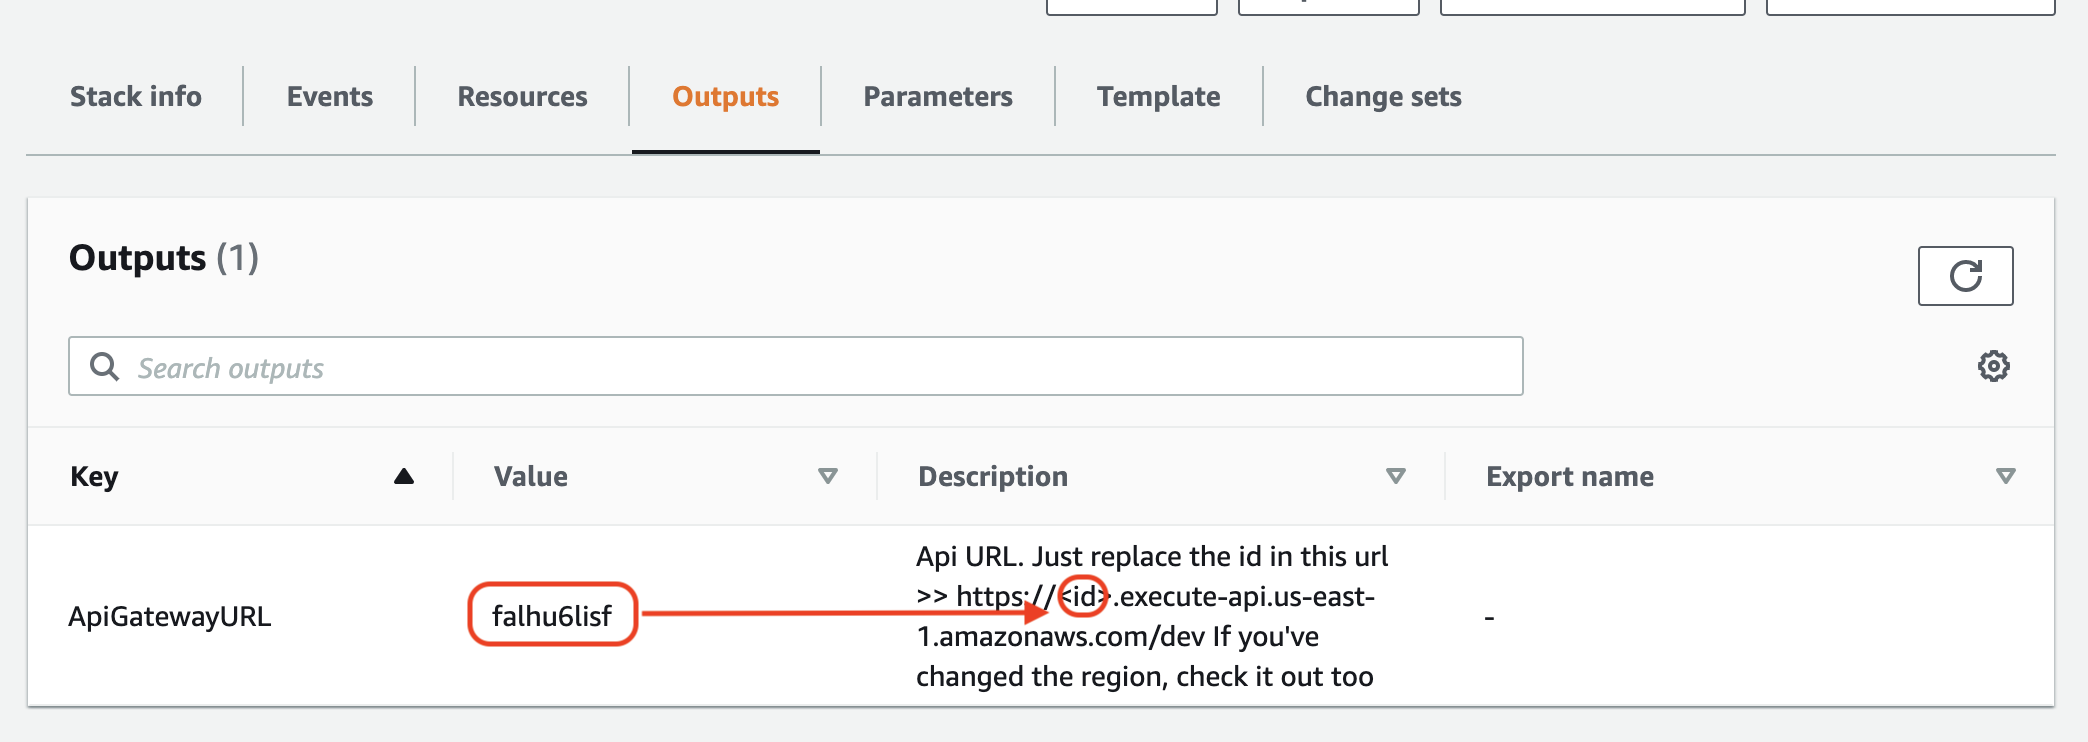 Stack info
Events
Resources
Outputs
Parameters
Template
Change sets
Outputs (1)
Search outputs
Key
Value
Description
Export name
ApiGatewayURL
falhu6lisf
Api URL. Just replace the id in this url
>> https://<id>.execute-api.us-east-
1.amazonaws.com/dev If you've
changed the region, check it out too
-